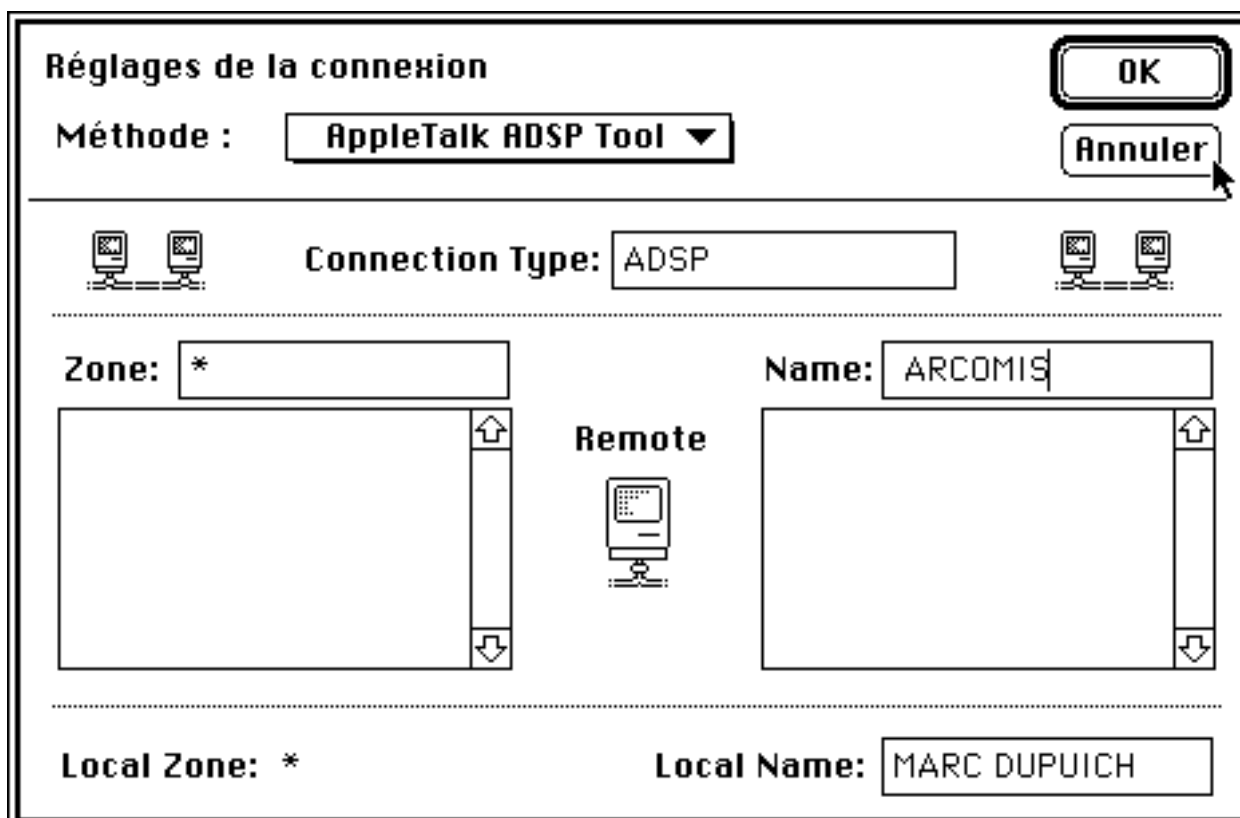 Réglages de la connexion
OK
Méthode : AppleTalk ADSP Tool
Annuler
Connection Type: ADSP
Zone: *
Name: ARCOMIS
Remote
Local Zone: *
Local Name: MARC DUPUICH